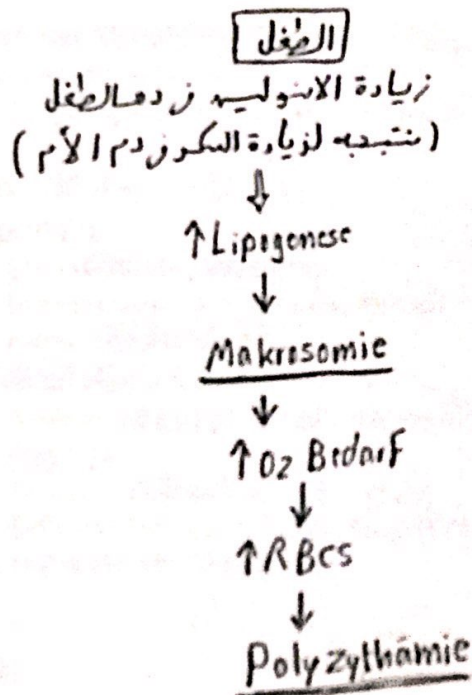 الطفل
زيادة الانسولين في دم الطفل
(نتيجة لزيادة السكر في دم الأم)
⇓
↑ Lipogenese
↓
Makrosomie
↓
↑ O2 Bedarf
↓
↑ RBCs
↓
Polyzythämie